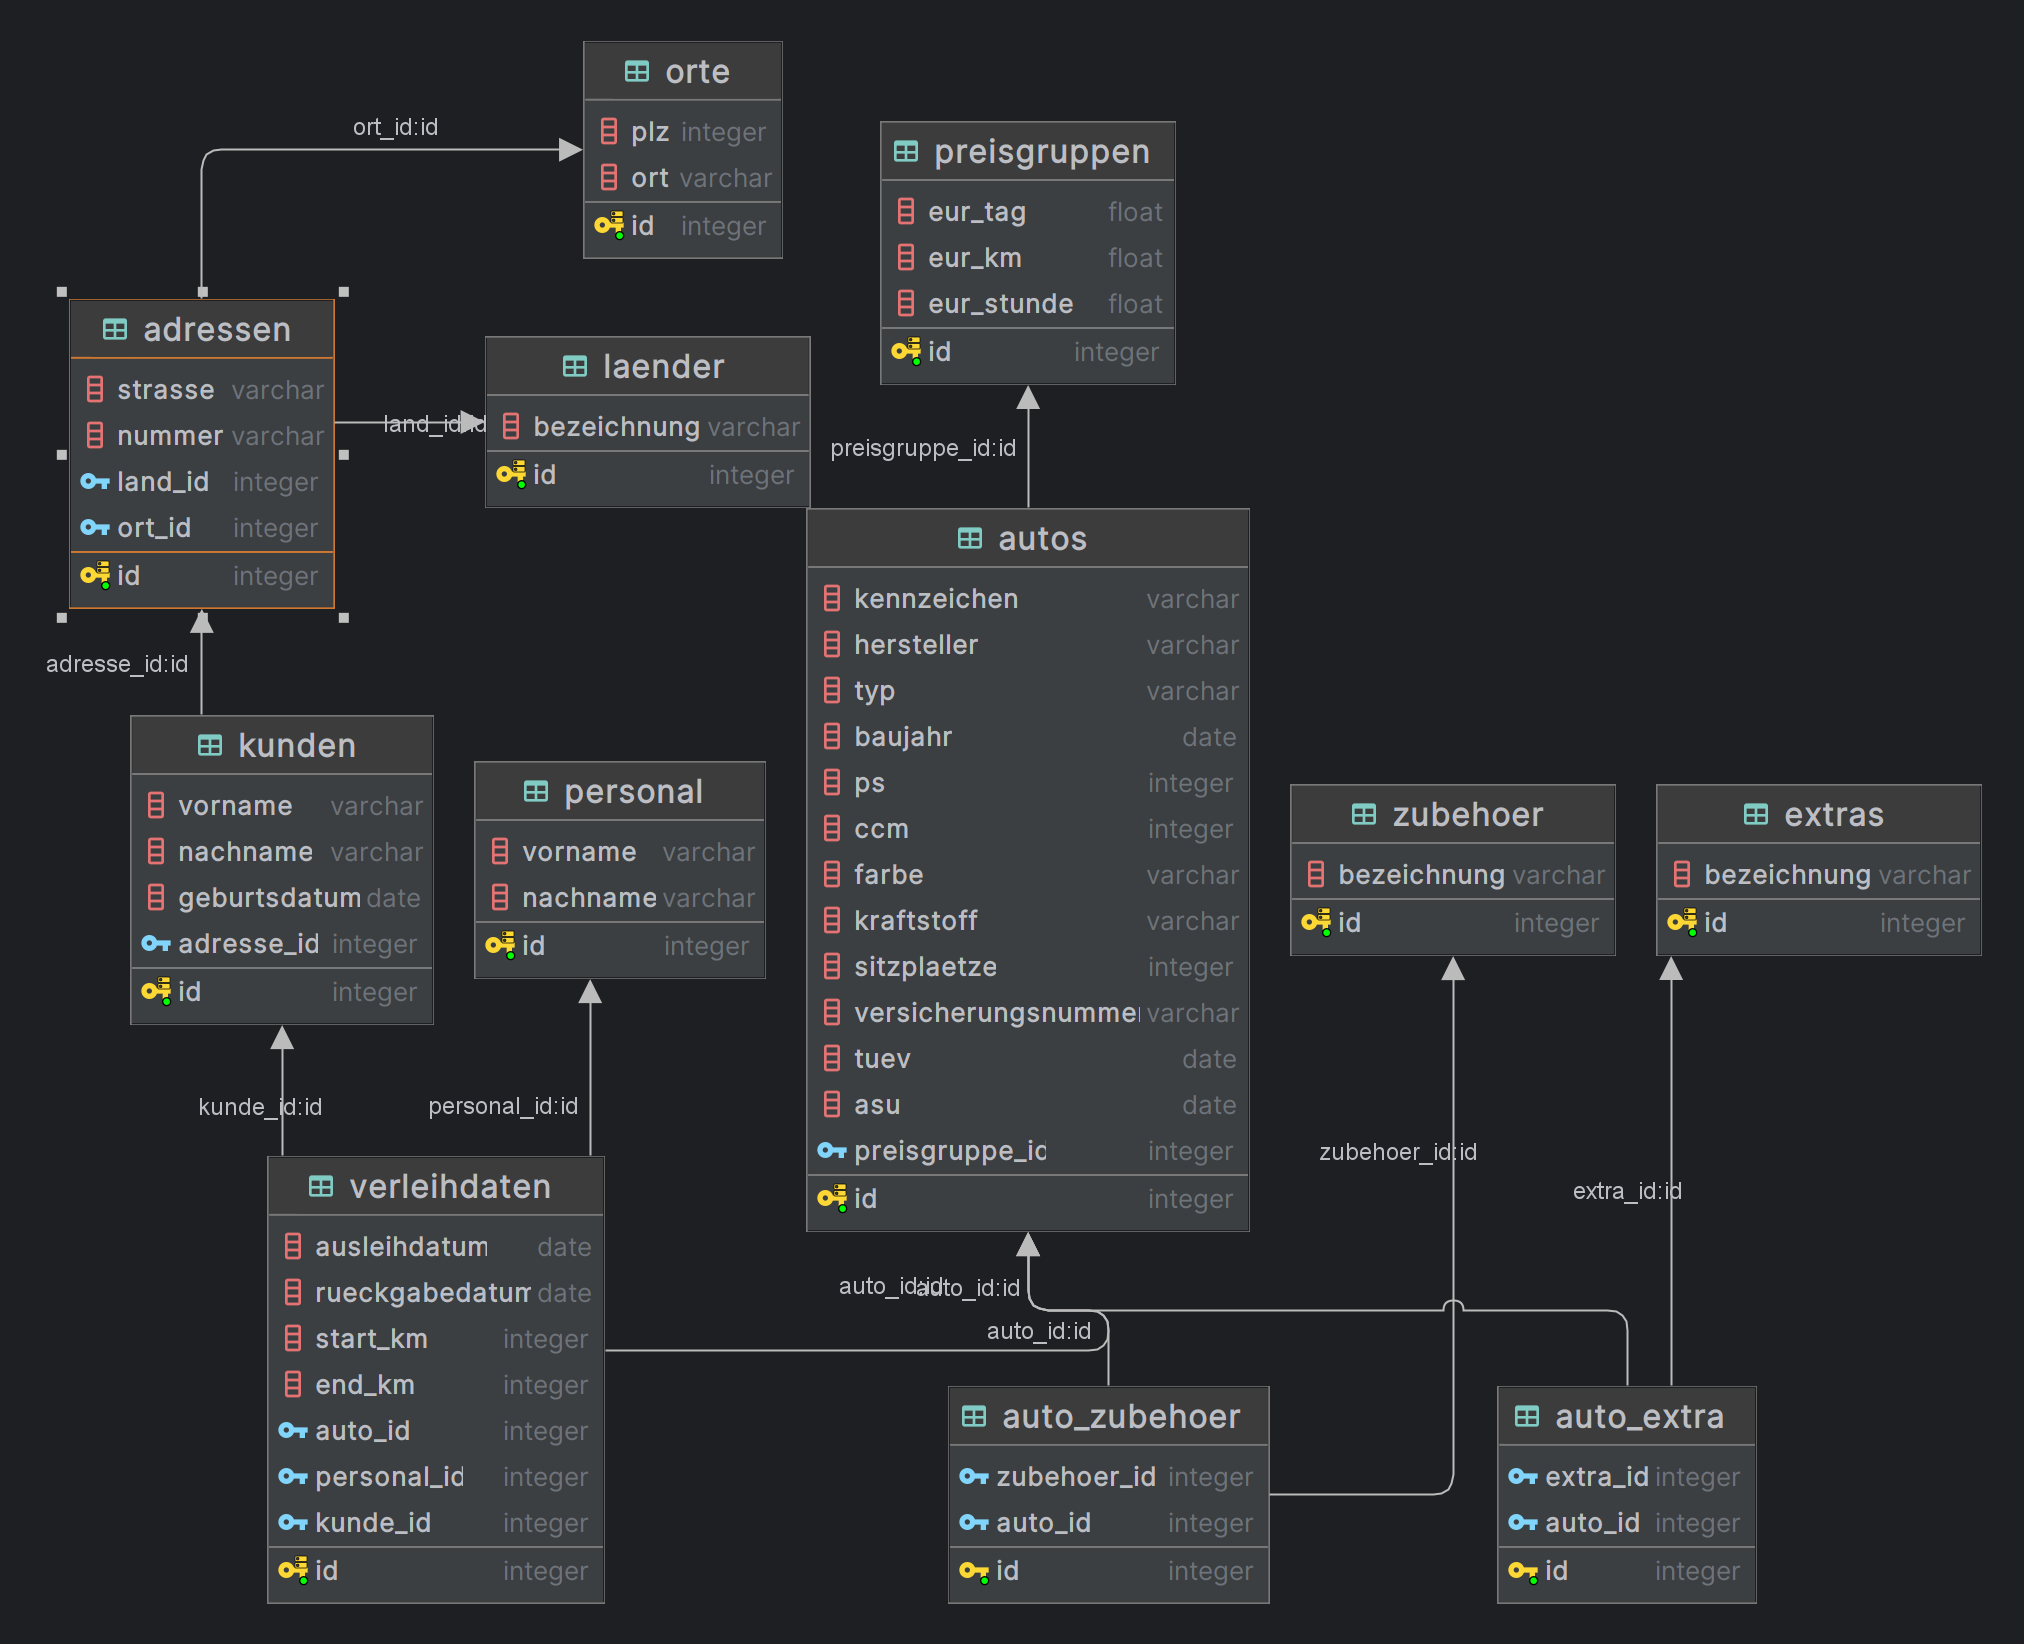 orte
plz integer
ort varchar
id integer
ort_id:id
preisgruppen
eur_tag float
eur_km float
eur_stunde float
id integer
adressen
strasse varchar
nummer varchar
land_id integer
ort_id integer
id integer
land_id:id
laender
bezeichnung varchar
id integer
preisgruppe_id:id
autos
kennzeichen varchar
hersteller varchar
typ varchar
baujahr date
ps integer
ccm integer
farbe varchar
kraftstoff varchar
sitzplaetze integer
versicherungsnummer varchar
tuev date
asu date
preisgruppe_id integer
id integer
adresse_id:id
kunden
vorname varchar
nachname varchar
geburtsdatum date
adresse_id integer
id integer
personal
vorname varchar
nachname varchar
id integer
zubehoer
bezeichnung varchar
id integer
extras
bezeichnung varchar
id integer
kunde_id:id
personal_id:id
zubehoer_id:id
extra_id:id
verleihdaten
ausleihdatum date
rueckgabedatum date
start_km integer
end_km integer
auto_id integer
personal_id integer
kunde_id integer
id integer
auto_id:id
auto_id:id
auto_id:id
auto_zubehoer
zubehoer_id integer
auto_id integer
id integer
auto_extra
extra_id integer
auto_id integer
id integer